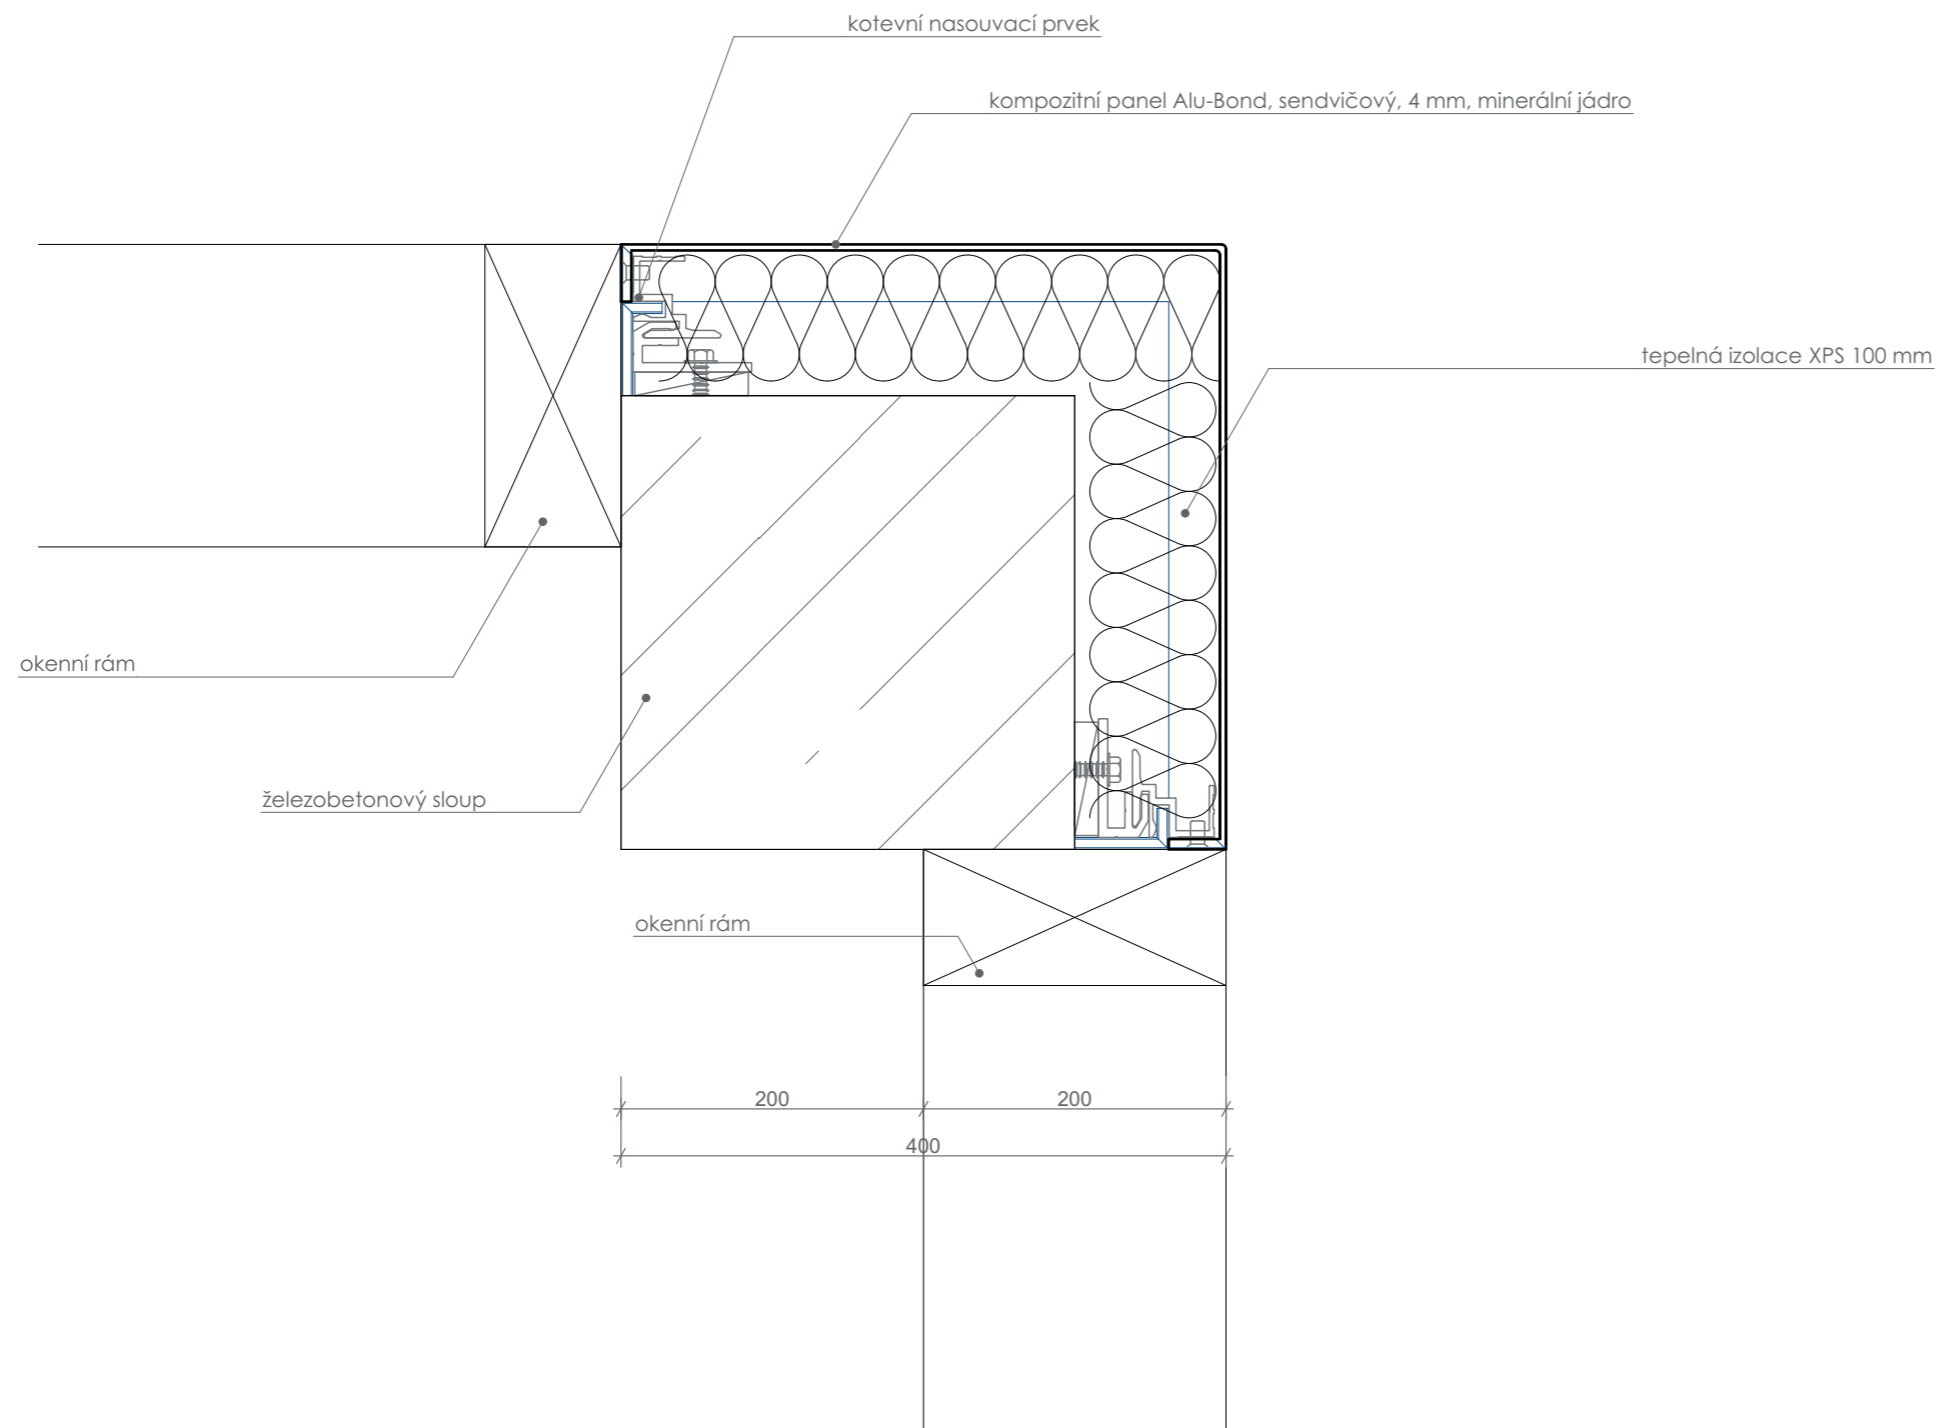 kotevní nasouvací prvek
kompozitní panel Alu-Bond, sendvičový, 4 mm, minerální jádro
tepelná izolace XPS 100 mm
okenní rám
železobetonový sloup
okenní rám
200 200
400